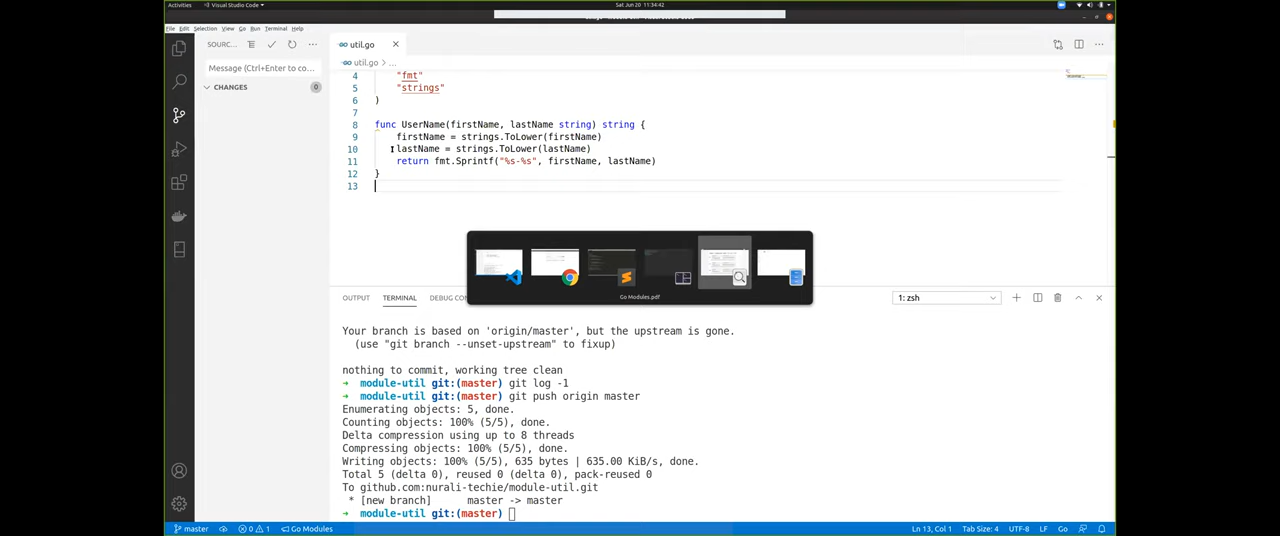 Activities
Visual Studio Code
Sat Jun 20 11:34:42
File Edit Selection View Go Run Terminal Help
SOURC...
util.go
util.go > ...
Message (Ctrl+Enter to co...
CHANGES 0
4 "fmt"
5 "strings"
6 )
7
8 func UserName(firstName, lastName string) string {
9 firstName = strings.ToLower(firstName)
10 lastName = strings.ToLower(lastName)
11 return fmt.Sprintf("%s-%s", firstName, lastName)
12 }
13
Go Modules.pdf
OUTPUT TERMINAL DEBUG CO
1: zsh
Your branch is based on 'origin/master', but the upstream is gone.
(use "git branch --unset-upstream" to fixup)
nothing to commit, working tree clean
➜ module-util git:(master) git log -1
➜ module-util git:(master) git push origin master
Enumerating objects: 5, done.
Counting objects: 100% (5/5), done.
Delta compression using up to 8 threads
Compressing objects: 100% (5/5), done.
Writing objects: 100% (5/5), 635 bytes | 635.00 KiB/s, done.
Total 5 (delta 0), reused 0 (delta 0), pack-reused 0
To github.com:nurali-techie/module-util.git
* [new branch] master -> master
➜ module-util git:(master)
master 0 1 Go Modules Ln 13, Col 1 Tab Size: 4 UTF-8 LF Go